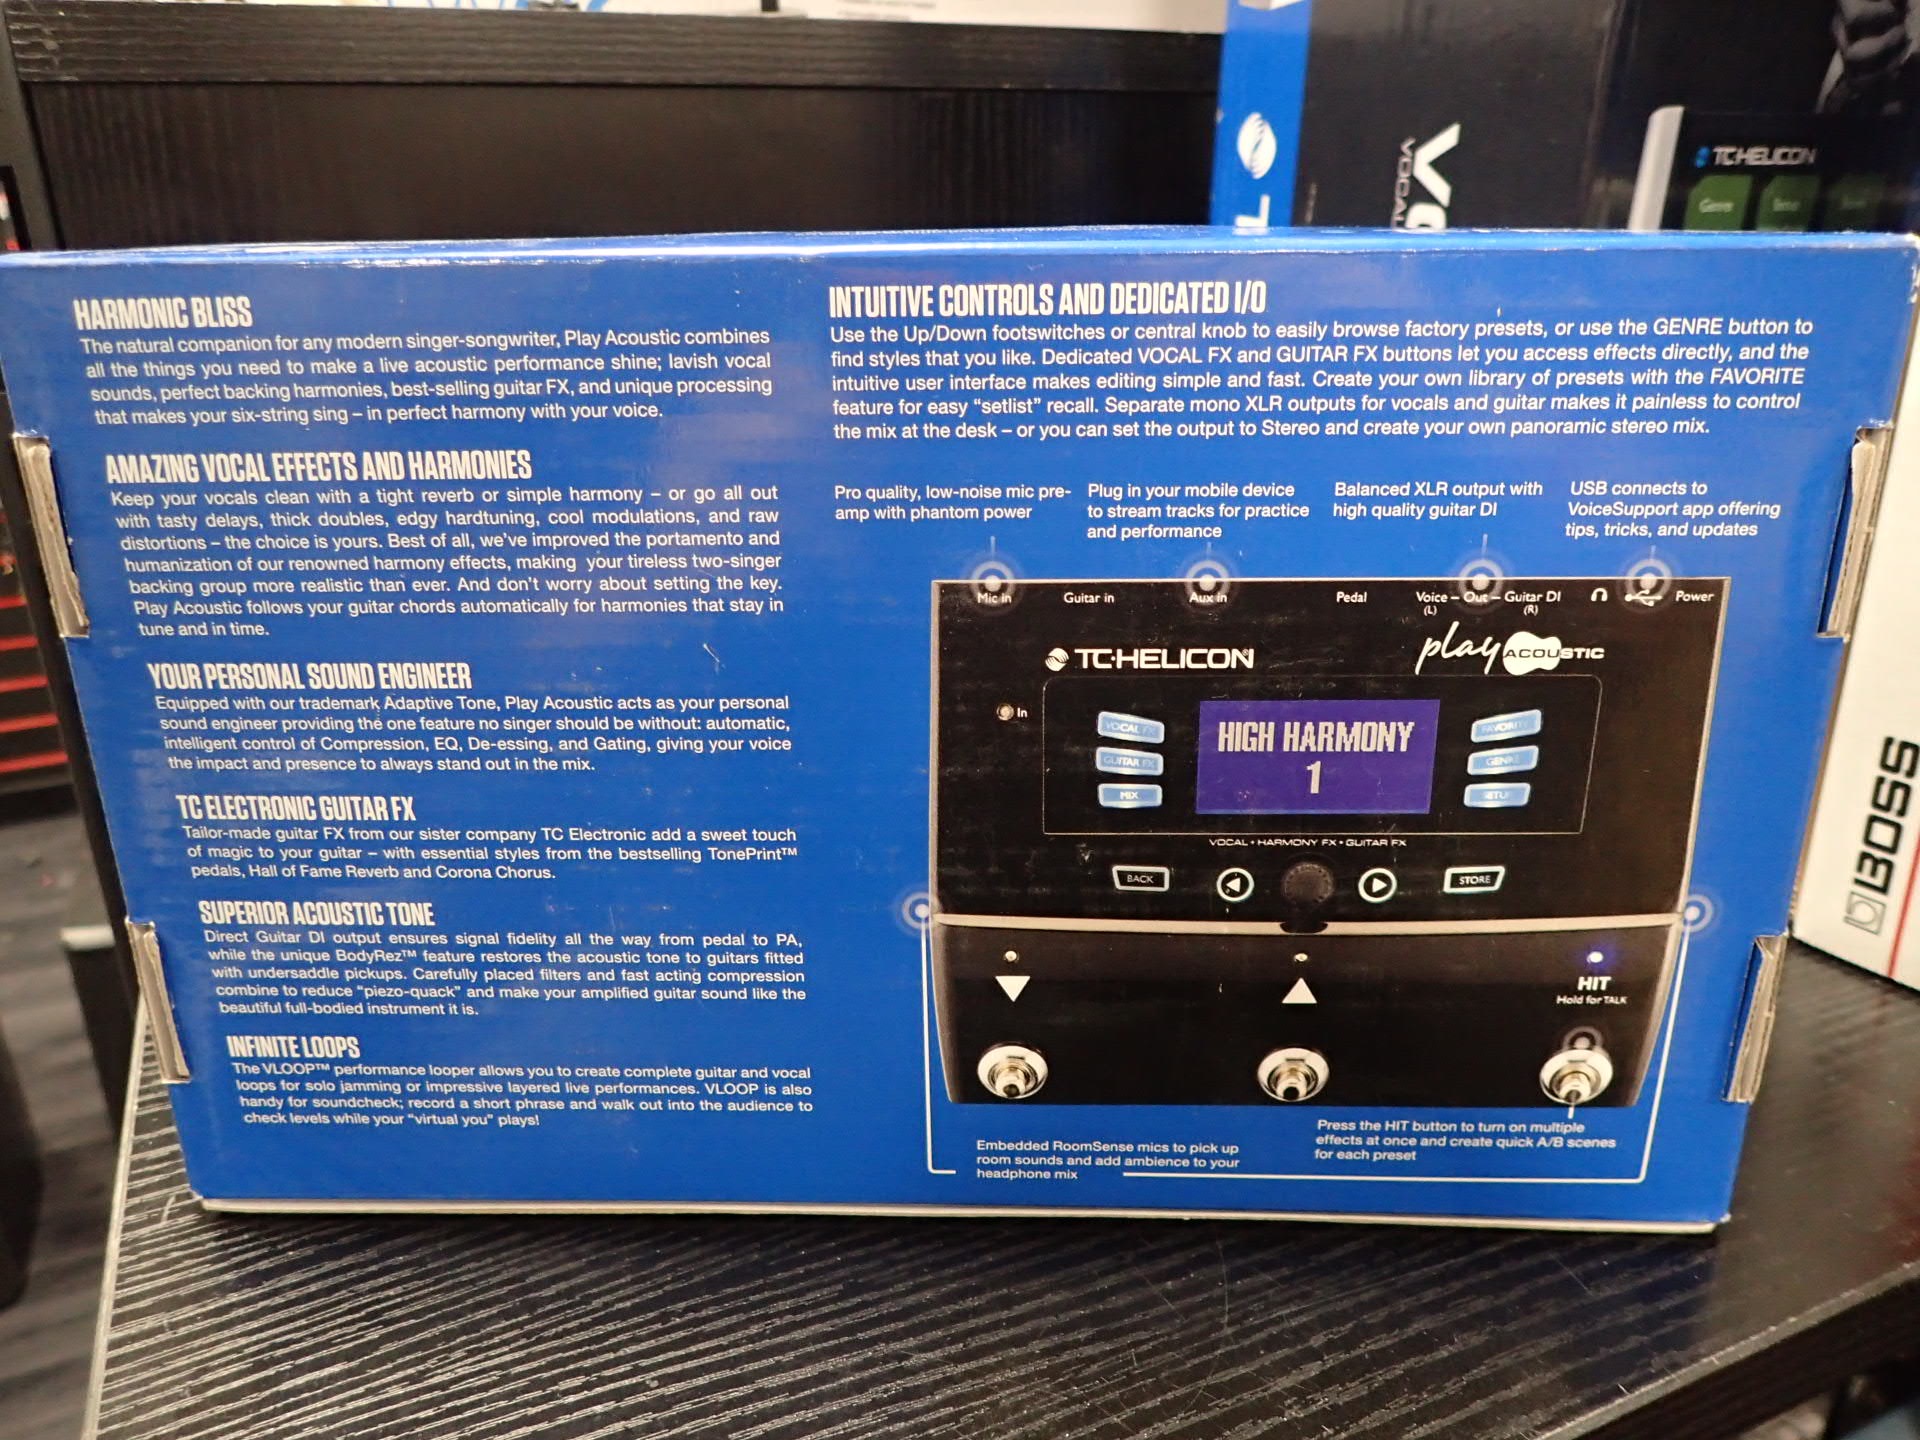 HARMONIC BLISS
The natural companion for any modern singer-songwriter, Play Acoustic combines
all the things you need to make a live acoustic performance shine; lavish vocal
sounds, perfect backing harmonies, best-selling guitar FX, and unique processing
that makes your six-string sing – in perfect harmony with your voice.
AMAZING VOCAL EFFECTS AND HARMONIES
Keep your vocals clean with a tight reverb or simple harmony – or go all out
with tasty delays, thick doubles, edgy hardtuning, cool modulations, and raw
distortions – the choice is yours. Best of all, we've improved the portamento and
humanization of our renowned harmony effects, making your tireless two-singer
backing group more realistic than ever. And don't worry about setting the key.
Play Acoustic follows your guitar chords automatically for harmonies that stay in
tune and in time.
YOUR PERSONAL SOUND ENGINEER
Equipped with our trademark Adaptive Tone, Play Acoustic acts as your personal
sound engineer providing the one feature no singer should be without: automatic,
intelligent control of Compression, EQ, De-essing, and Gating, giving your voice
the impact and presence to always stand out in the mix.
TC ELECTRONIC GUITAR FX
Tailor-made guitar FX from our sister company TC Electronic add a sweet touch
of magic to your guitar – with essential styles from the bestselling TonePrint™
pedals, Hall of Fame Reverb and Corona Chorus.
SUPERIOR ACOUSTIC TONE
Direct Guitar DI output ensures signal fidelity all the way from pedal to PA,
while the unique BodyRez™ feature restores the acoustic tone to guitars fitted
with undersaddle pickups. Carefully placed filters and fast acting compression
combine to reduce "piezo-quack" and make your amplified guitar sound like the
beautiful full-bodied instrument it is.
INFINITE LOOPS
The VLOOP™ performance looper allows you to create complete guitar and vocal
loops for solo jamming or impressive layered live performances. VLOOP is also
handy for soundcheck; record a short phrase and walk out into the audience to
check levels while your "virtual you" plays!
INTUITIVE CONTROLS AND DEDICATED I/O
Use the Up/Down footswitches or central knob to easily browse factory presets, or use the GENRE button to
find styles that you like. Dedicated VOCAL FX and GUITAR FX buttons let you access effects directly, and the
intuitive user interface makes editing simple and fast. Create your own library of presets with the FAVORITE
feature for easy "setlist" recall. Separate mono XLR outputs for vocals and guitar makes it painless to control
the mix at the desk – or you can set the output to Stereo and create your own panoramic stereo mix.
Pro quality, low-noise mic pre-
amp with phantom power
Plug in your mobile device
to stream tracks for practice
and performance
Balanced XLR output with
high quality guitar DI
USB connects to
VoiceSupport app offering
tips, tricks, and updates
Mic in Guitar in Aux in Pedal Voice – Out – Guitar DI Power
(L) (R)
TC•HELICON
play ACOUSTIC
In
VOCAL FX
GUITAR FX
MIX
HIGH HARMONY
1
FAVORITE
GENRE
SETUP
VOCAL • HARMONY FX • GUITAR FX
BACK
STORE
HIT
Hold for TALK
Embedded RoomSense mics to pick up
room sounds and add ambience to your
headphone mix
Press the HIT button to turn on multiple
effects at once and create quick A/B scenes
for each preset
TC•HELICON
Genre
BOSS